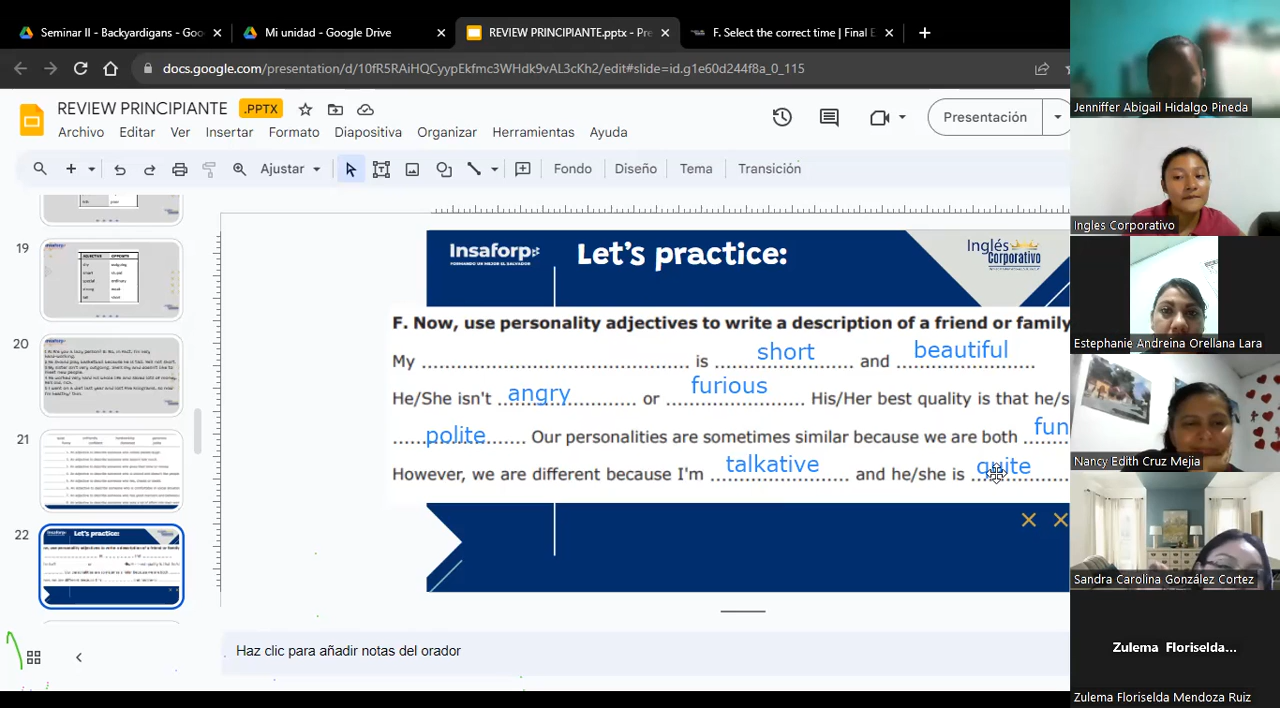 Seminar II - Backyardigans - Goo
Mi unidad - Google Drive
REVIEW PRINCIPIANTE.pptx - Pre
F. Select the correct time | Final E
docs.google.com/presentation/d/10fR5RAiHQCyypEkfmc3WHdk9vAL3cKh2/edit#slide=id.g1e60d244f8a_0_115
REVIEW PRINCIPIANTE .PPTX
Archivo Editar Ver Insertar Formato Diapositiva Organizar Herramientas Ayuda
Presentación
Ajustar Fondo Diseño Tema Transición
19
20
21
22
Insaforp
FORMANDO UN MEJOR EL SALVADOR
Let's practice:
Inglés
Corporativo
F. Now, use personality adjectives to write a description of a friend or family
My ............ is short and beautiful
He/She isn't angry or furious His/Her best quality is that he/s
polite Our personalities are sometimes similar because we are both fun
However, we are different because I'm talkative and he/she is quite
Haz clic para añadir notas del orador
Jenniffer Abigail Hidalgo Pineda
Ingles Corporativo
Estephanie Andreina Orellana Lara
Nancy Edith Cruz Mejia
Sandra Carolina González Cortez
Zulema Floriselda...
Zulema Floriselda Mendoza Ruiz